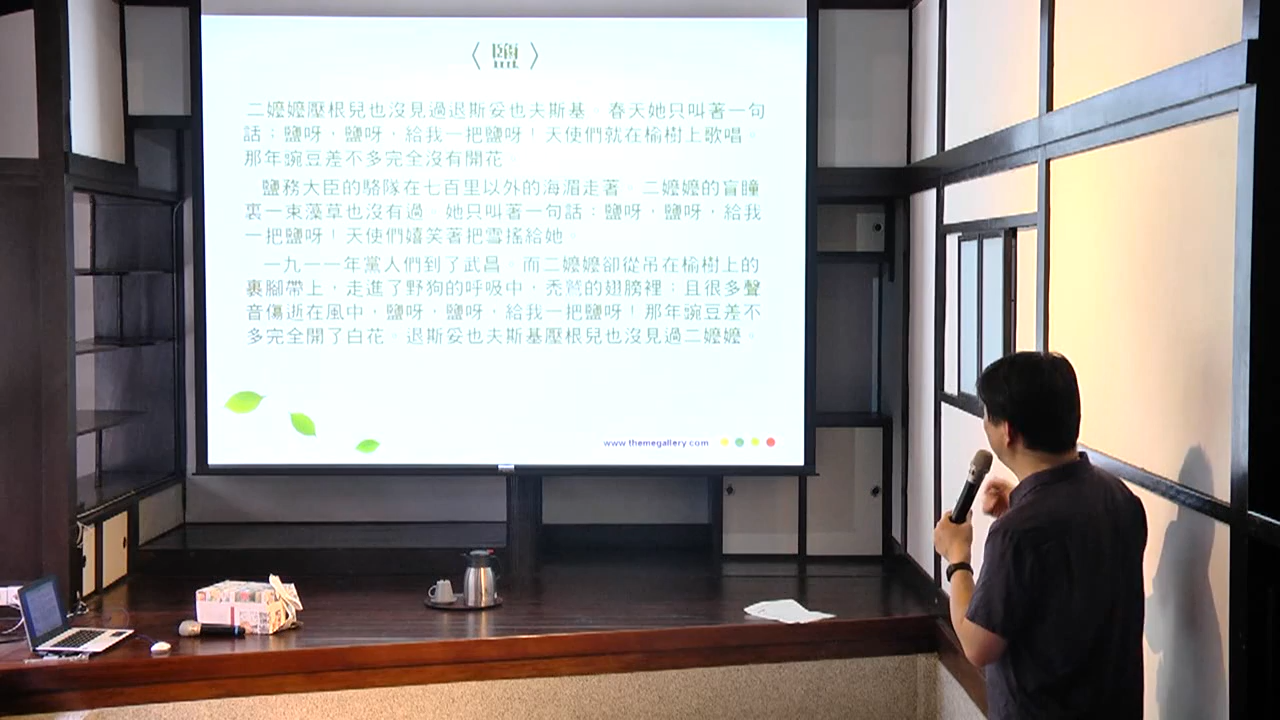 〈鹽〉
二嬤嬤壓根兒也沒見過退斯妥也夫斯基。春天她只叫著一句
話：鹽呀，鹽呀，給我一把鹽呀！天使們就在榆樹上歌唱。
那年豌豆差不多完全沒有開花。
鹽務大臣的駱隊在七百里以外的海湄走著。二嬤嬤的盲瞳
裏一束藻草也沒有過。她只叫著一句話：鹽呀，鹽呀，給我
一把鹽呀！天使們嬉笑著把雪搖給她。
一九一一年黨人們到了武昌。而二嬤嬤卻從吊在榆樹上的
裹腳帶上，走進了野狗的呼吸中，禿鷲的翅膀裡；且很多聲
音傷逝在風中，鹽呀，鹽呀，給我一把鹽呀！那年豌豆差不
多完全開了白花。退斯妥也夫斯基壓根兒也沒見過二嬤嬤。
www.themegallery.com